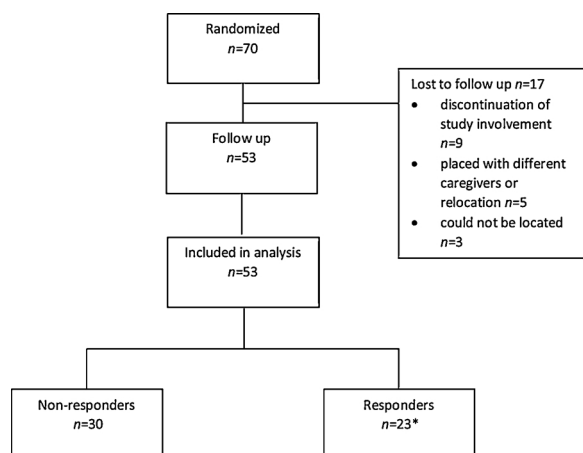 Randomized
n=70
Lost to follow up n=17
• discontinuation of
study involvement
n=9
• placed with different
caregivers or
relocation n=5
• could not be located
n=3
Follow up
n=53
Included in analysis
n=53
Non-responders
n=30
Responders
n=23*